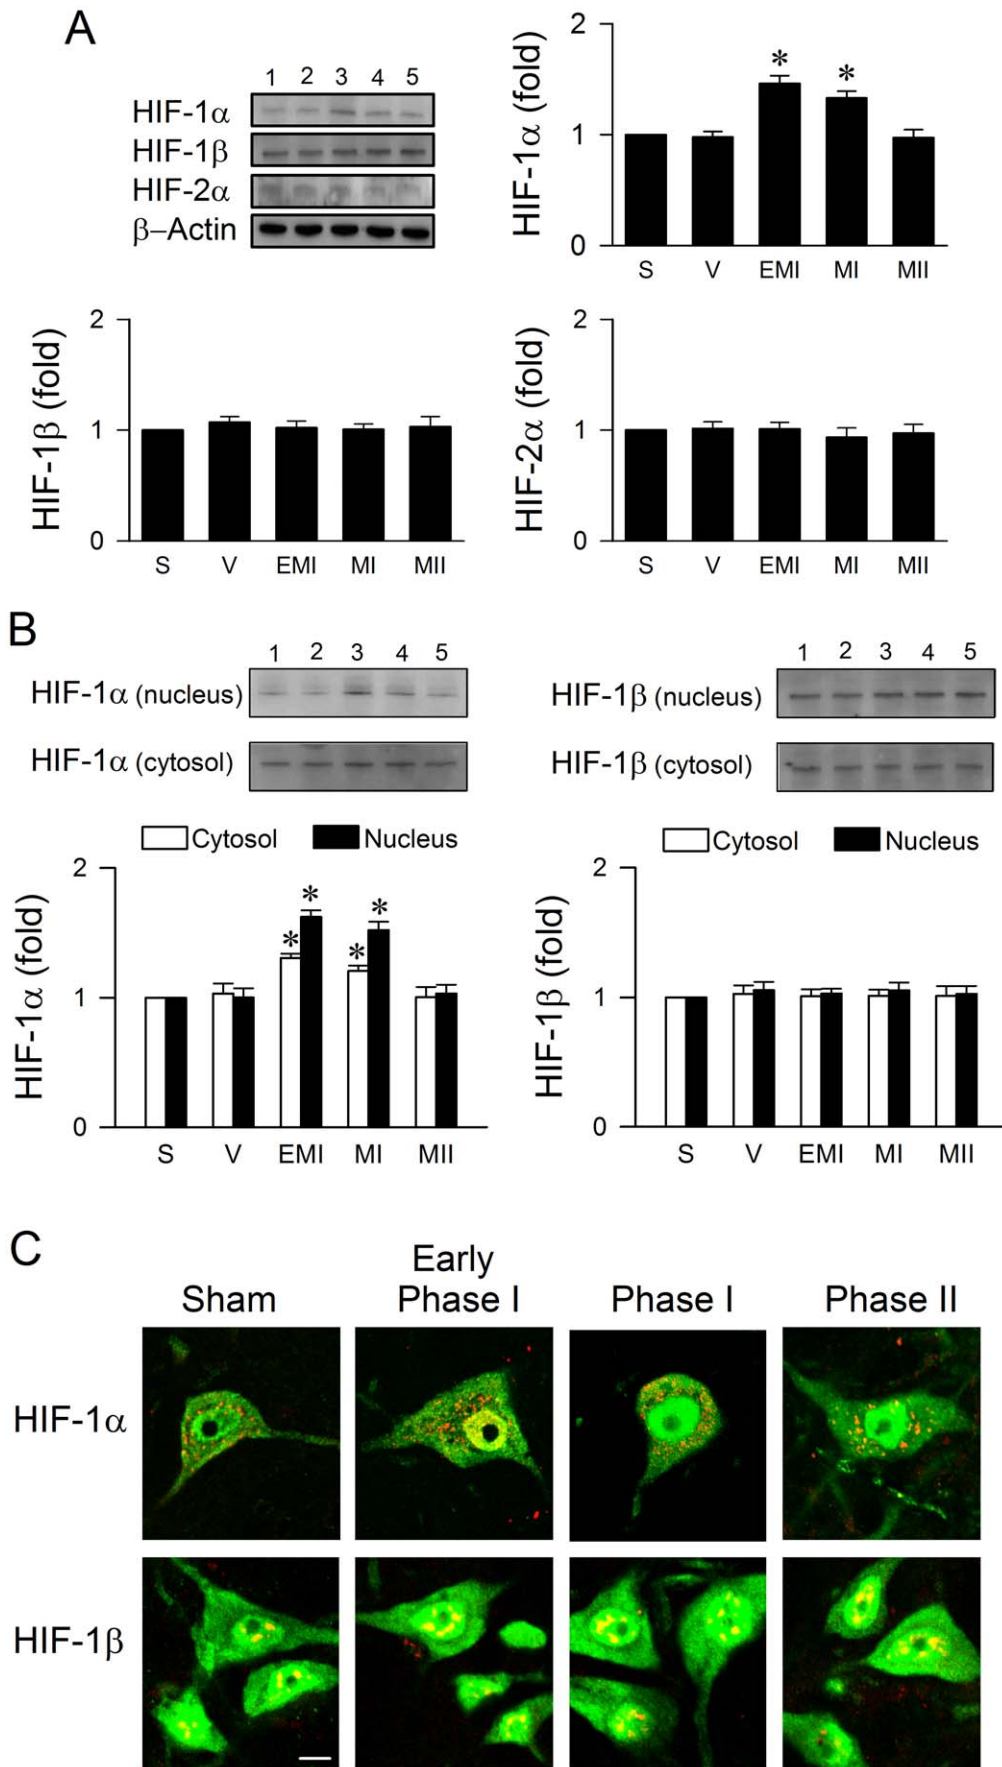 A
1 2 3 4 5
HIF-1α
HIF-1β
HIF-2α
β–Actin
HIF-1α (fold)
2
1
0
S V EMI MI MII
* *
HIF-1β (fold)
2
1
0
S V EMI MI MII
HIF-2α (fold)
2
1
0
S V EMI MI MII
B
1 2 3 4 5
HIF-1α (nucleus)
HIF-1α (cytosol)
1 2 3 4 5
HIF-1β (nucleus)
HIF-1β (cytosol)
Cytosol Nucleus
HIF-1α (fold)
2
1
0
* * * *
S V EMI MI MII
Cytosol Nucleus
HIF-1β (fold)
2
1
0
S V EMI MI MII
C
Sham
Early
Phase I
Phase I
Phase II
HIF-1α
HIF-1β